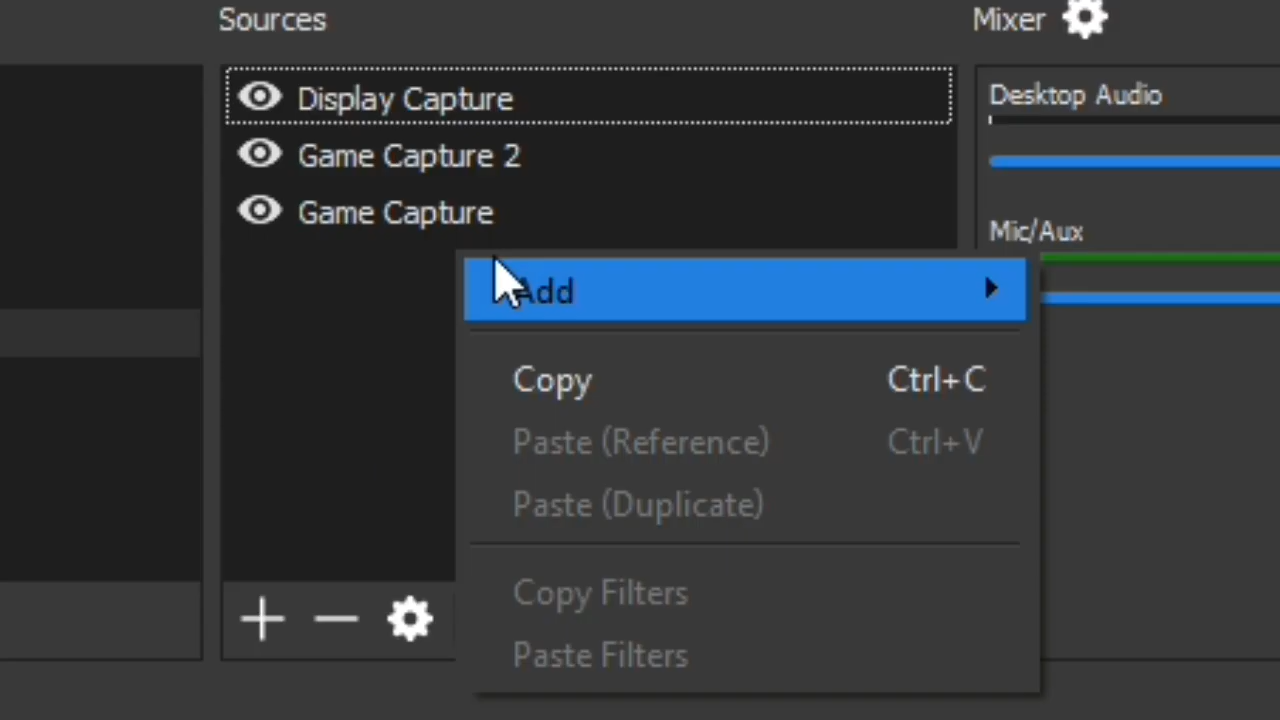 Sources
Mixer
Display Capture
Game Capture 2
Game Capture
Desktop Audio
Mic/Aux
Add
Copy Ctrl+C
Paste (Reference) Ctrl+V
Paste (Duplicate)
Copy Filters
Paste Filters